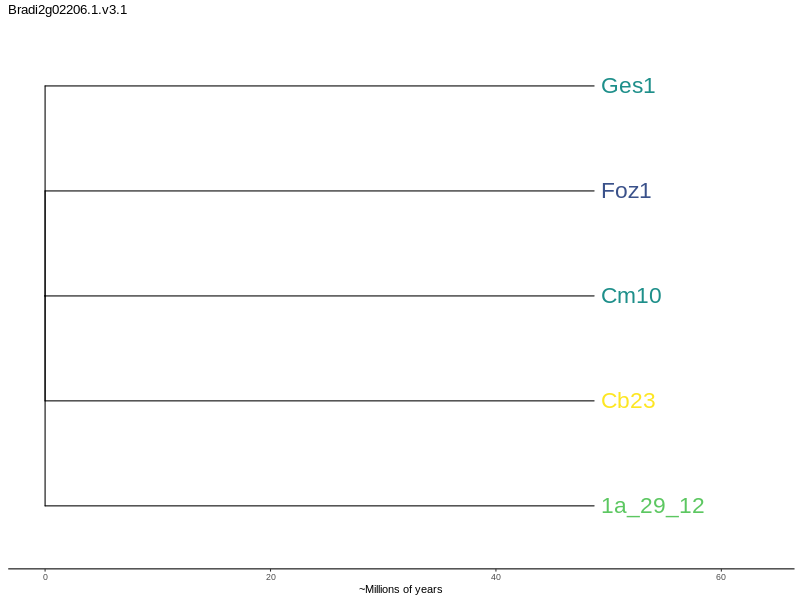 Bradi2g02206.1.v3.1
Ges1
Foz1
Cm10
Cb23
1a_29_12
0 20 40 60
~Millions of years